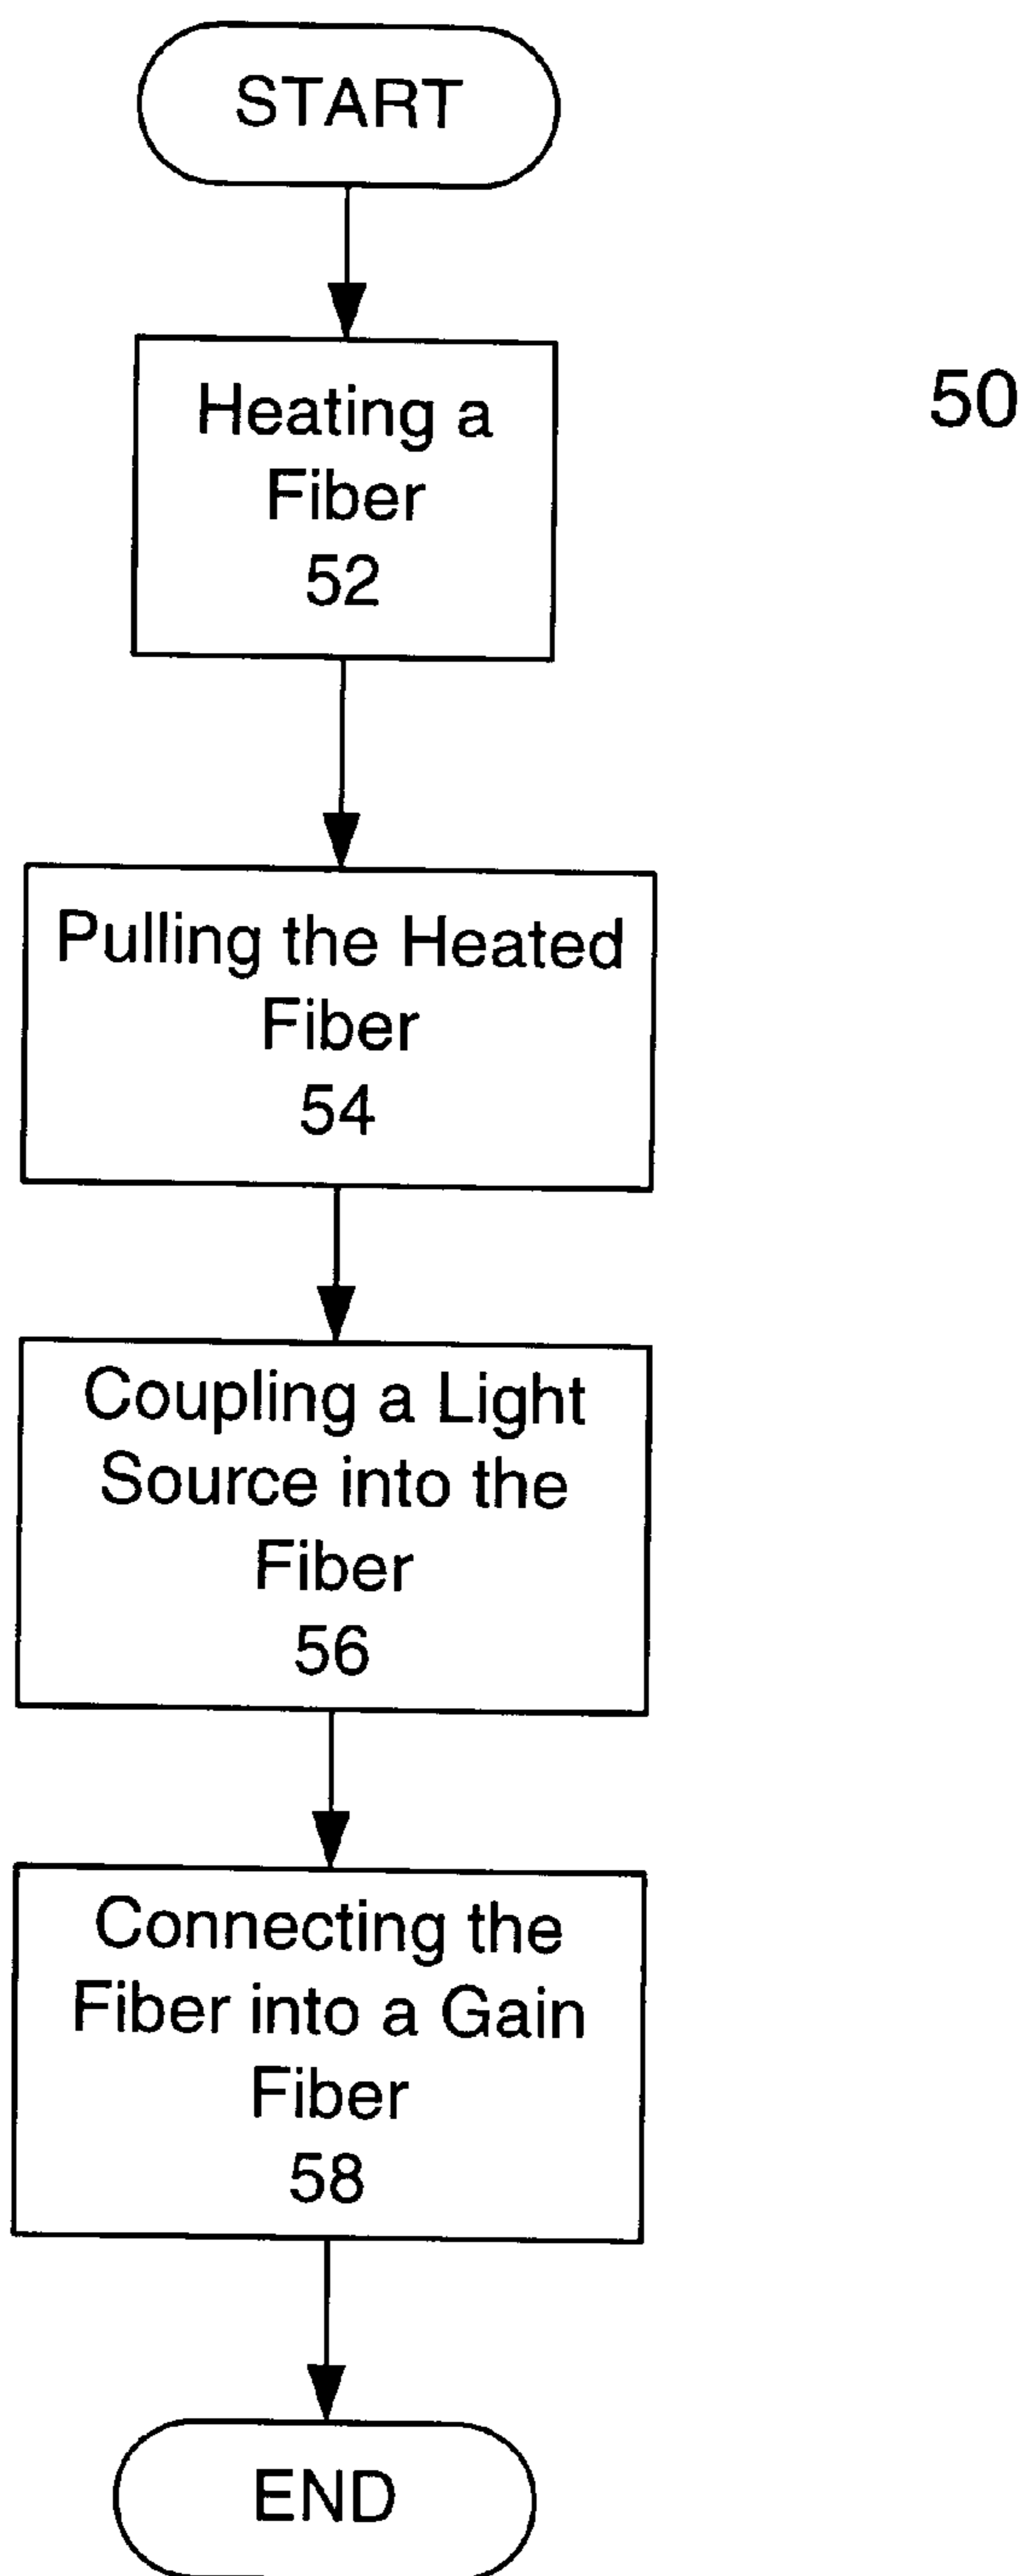 START
Heating a
Fiber
52
50
Pulling the Heated
Fiber
54
Coupling a Light
Source into the
Fiber
56
Connecting the
Fiber into a Gain
Fiber
58
END